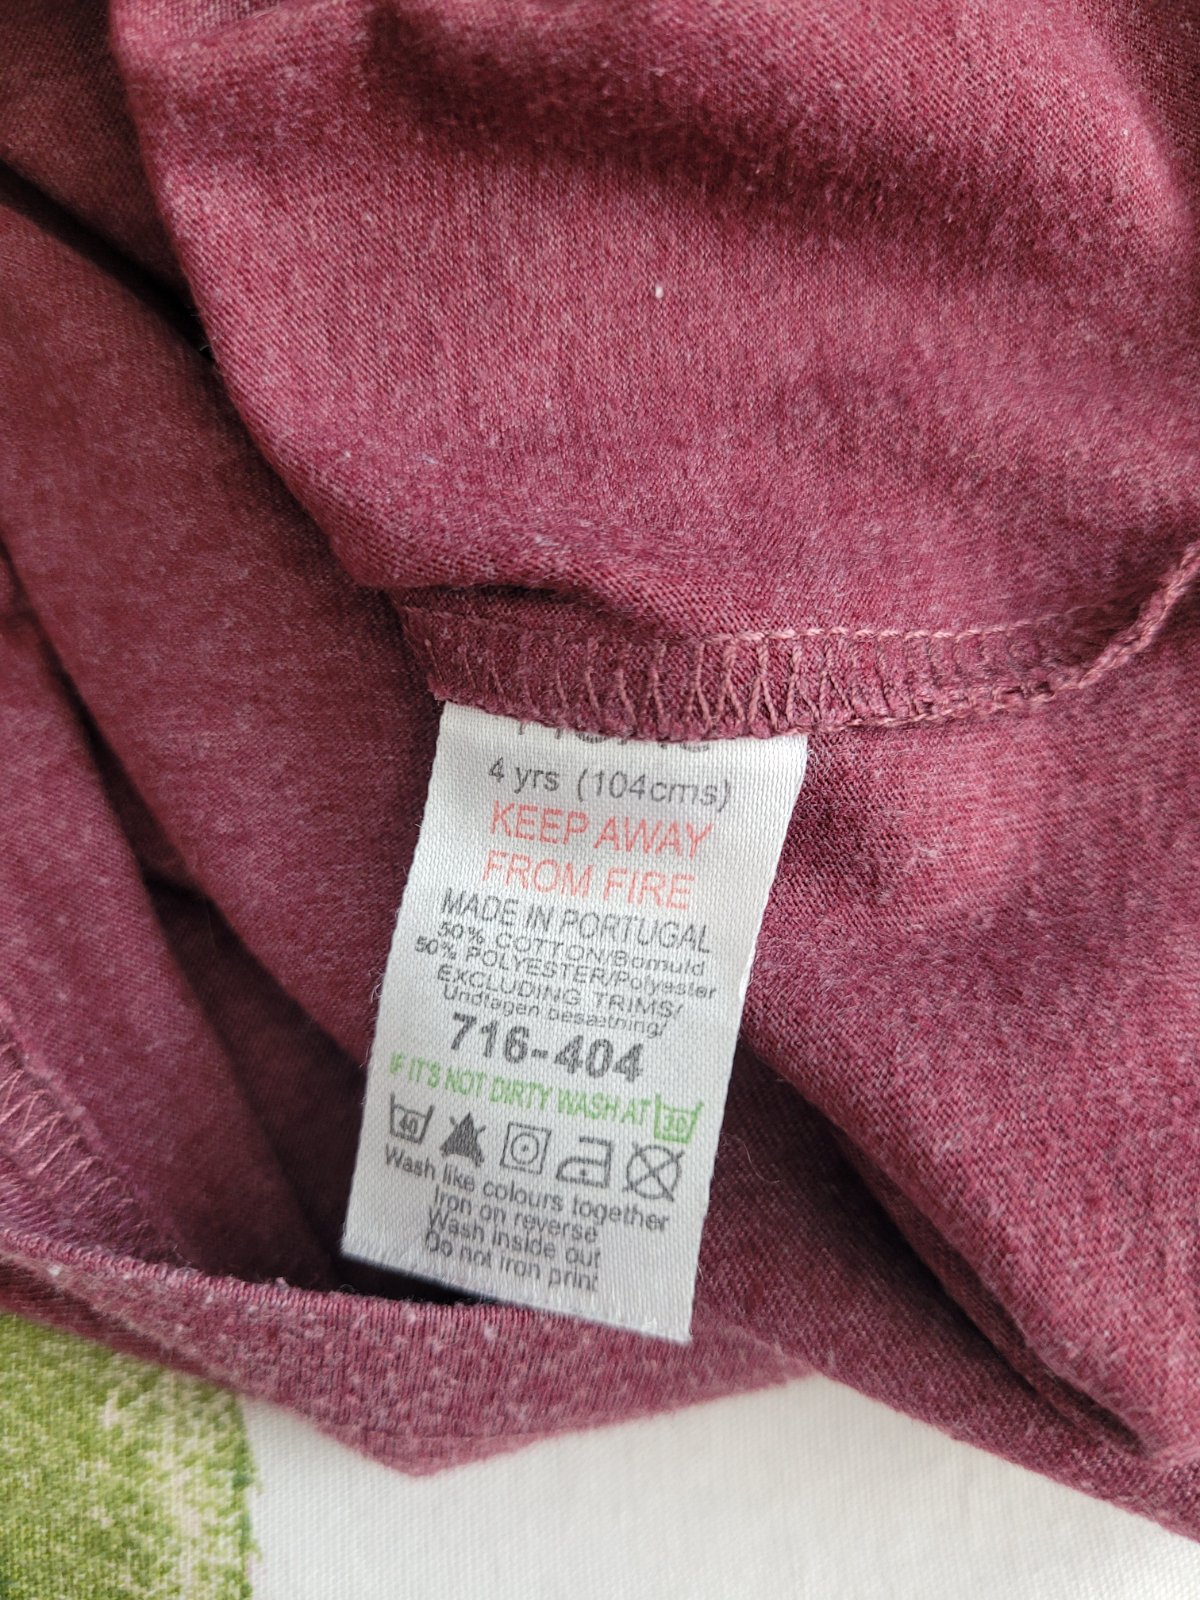 4 yrs (104cms)
KEEP AWAY
FROM FIRE
MADE IN PORTUGAL
50% COTTON/Bomuld
50% POLYESTER/Polyester
EXCLUDING TRIMS/
Undtagen besætning/
716-404
IF IT'S NOT DIRTY WASH AT 30
40
Wash like colours together
Iron on reverse
Wash inside out
Do not iron print